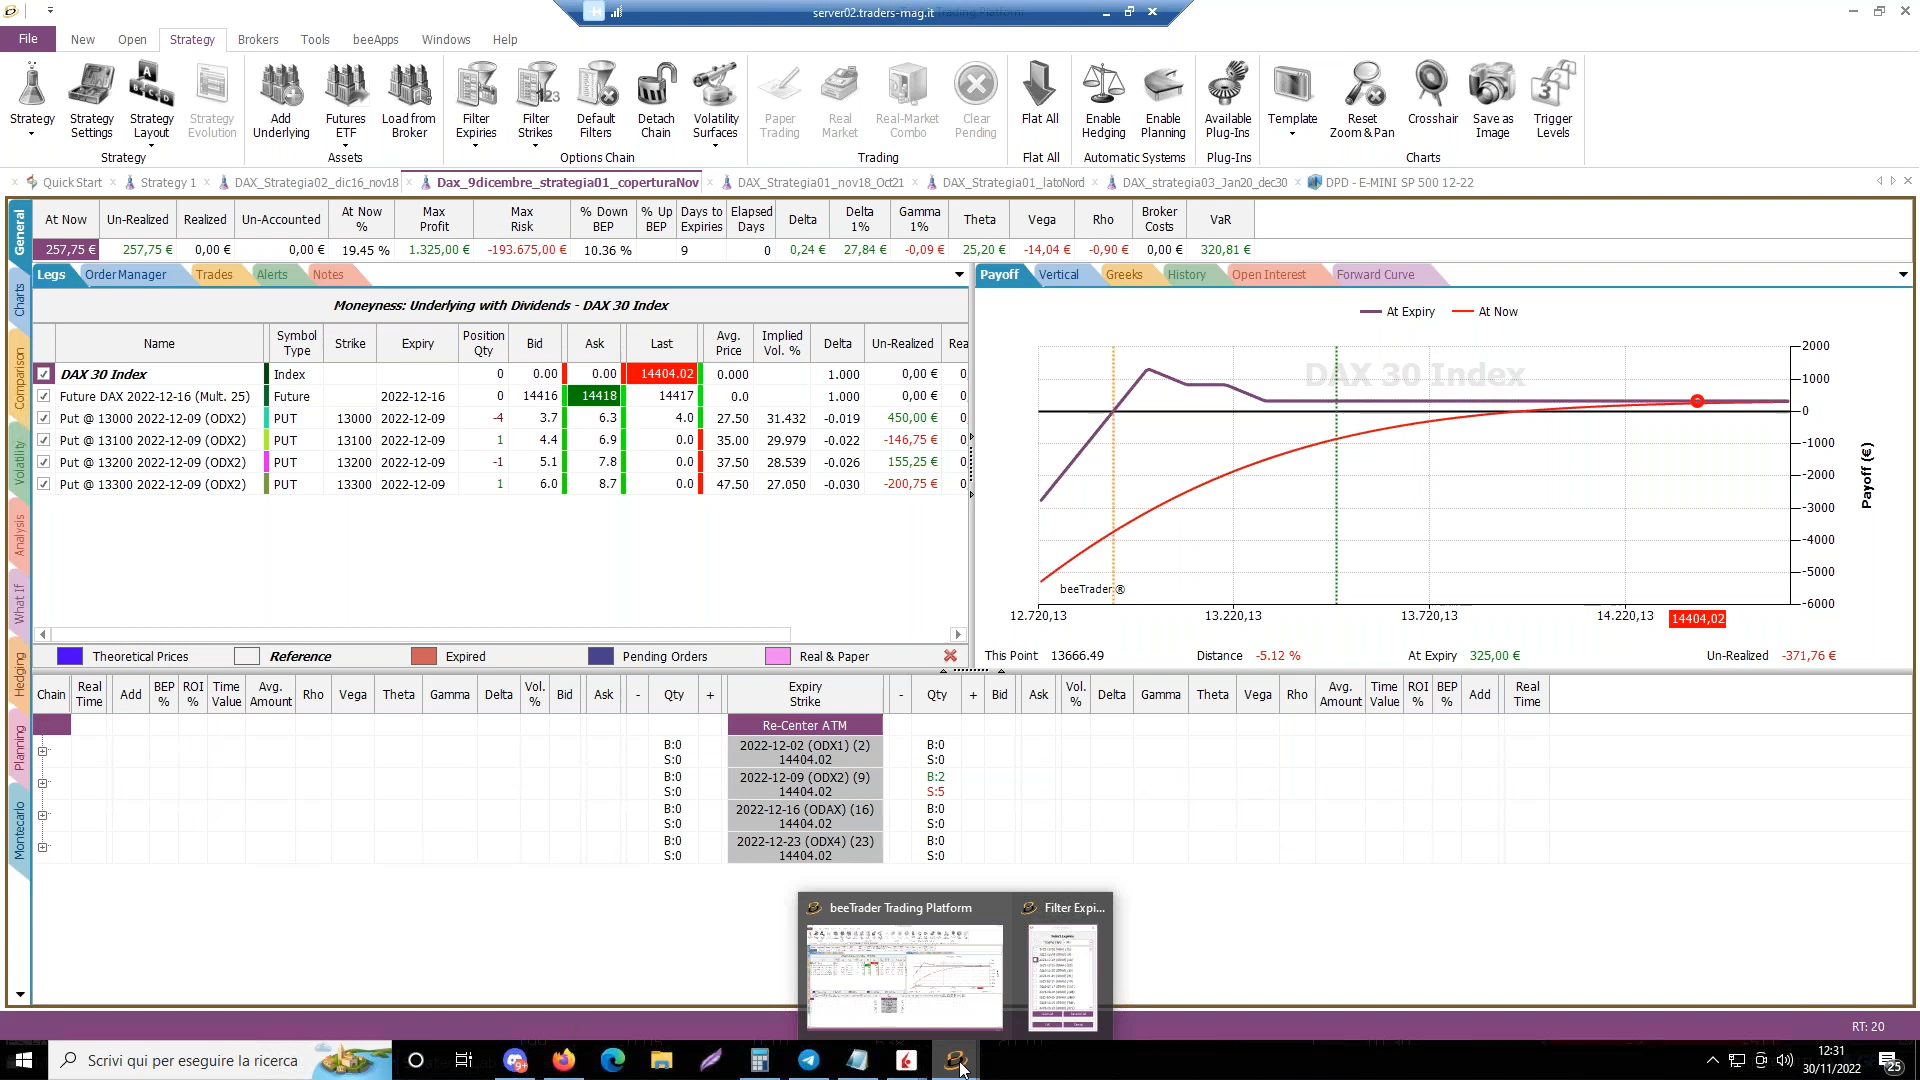 server02.traders-mag.it
File New Open Strategy Brokers Tools beeApps Windows Help
Strategy
Strategy Settings
Strategy Layout
Strategy Evolution
Add Underlying
Futures ETF
Load from Broker
Filter Expiries
Filter Strikes
Default Filters
Detach Chain
Volatility Surfaces
Paper Trading
Real Market
Real-Market Combo
Clear Pending
Flat All
Enable Hedging
Enable Planning
Available Plug-Ins
Template
Reset Zoom & Pan
Crosshair
Save as Image
Trigger Levels
Strategy Assets Options Chain Trading Flat All Automatic Systems Plug-Ins Charts
Quick Start Strategy 1 DAX_Strategia02_dic16_nov18 Dax_9dicembre_strategia01_coperturaNov DAX_Strategia01_nov18_Oct21 DAX_Strategia01_latoNord DAX_strategia03_Jan20_dec30 DPD - E-MINI SP 500 12-22
General
Charts
Comparison
Volatility
Analysis
What If
Hedging
Planning
Montecarlo
At Now Un-Realized Realized Un-Accounted At Now % Max Profit Max Risk % Down BEP % Up BEP Days to Expiries Elapsed Days Delta Delta 1% Gamma 1% Theta Vega Rho Broker Costs VaR
257,75 € 257,75 € 0,00 € 0,00 € 19.45 % 1.325,00 € -193.675,00 € 10.36 % 9 0 0,24 € 27,84 € -0,09 € 25,20 € -14,04 € -0,90 € 0,00 € 320,81 €
Legs Order Manager Trades Alerts Notes
Moneyness: Underlying with Dividends - DAX 30 Index
Name Symbol Type Strike Expiry Position Qty Bid Ask Last Avg. Price Implied Vol. % Delta Un-Realized Rea
DAX 30 Index Index 0 0.00 0.00 14404.02 0.000 1.000 0,00 € 0,
Future DAX 2022-12-16 (Mult. 25) Future 2022-12-16 0 14416 14418 14417 0.0 1.000 0,00 € 0,
Put @ 13000 2022-12-09 (ODX2) PUT 13000 2022-12-09 -4 3.7 6.3 4.0 27.50 31.432 -0.019 450,00 € 0,
Put @ 13100 2022-12-09 (ODX2) PUT 13100 2022-12-09 1 4.4 6.9 0.0 35.00 29.979 -0.022 -146,75 € 0,
Put @ 13200 2022-12-09 (ODX2) PUT 13200 2022-12-09 -1 5.1 7.8 0.0 37.50 28.539 -0.026 155,25 € 0,
Put @ 13300 2022-12-09 (ODX2) PUT 13300 2022-12-09 1 6.0 8.7 0.0 47.50 27.050 -0.030 -200,75 € 0,
Theoretical Prices Reference Expired Pending Orders Real & Paper
Payoff Vertical Greeks History Open Interest Forward Curve
At Expiry At Now
DAX 30 Index
2000
1000
0
-1000
-2000
-3000
-4000
-5000
-6000
Payoff (€)
beeTrader ®
12.720,13 13.220,13 13.720,13 14.220,13 14404,02
This Point 13666.49 Distance -5.12 % At Expiry 325,00 € Un-Realized -371,76 €
Chain Real Time Add BEP % ROI % Time Value Avg. Amount Rho Vega Theta Gamma Delta Vol. % Bid Ask - Qty + Expiry Strike - Qty + Bid Ask Vol. % Delta Gamma Theta Vega Rho Avg. Amount Time Value ROI % BEP % Add Real Time
Re-Center ATM
B:0 2022-12-02 (ODX1) (2) B:0
S:0 14404.02 S:0
B:0 2022-12-09 (ODX2) (9) B:2
S:0 14404.02 S:5
B:0 2022-12-16 (ODAX) (16) B:0
S:0 14404.02 S:0
B:0 2022-12-23 (ODX4) (23) B:0
S:0 14404.02 S:0
beeTrader Trading Platform Filter Expi...
RT: 20
Scrivi qui per eseguire la ricerca
12:31
30/11/2022
25